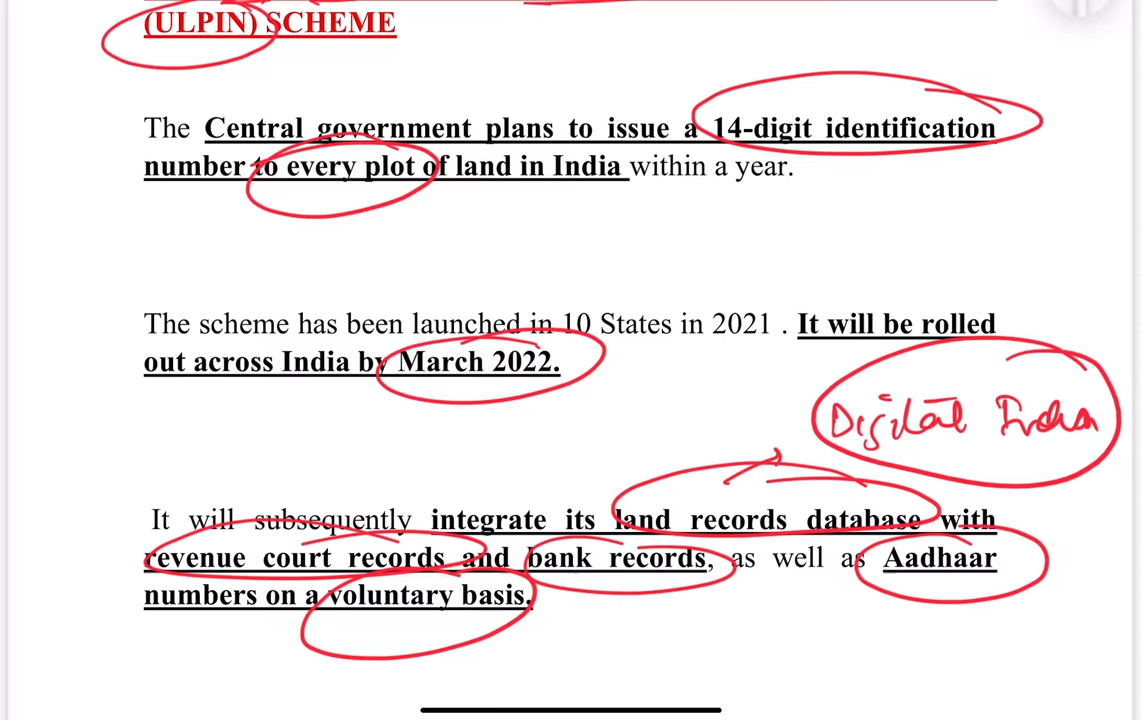 (ULPIN) SCHEME
The Central government plans to issue a 14-digit identification
number to every plot of land in India within a year.
The scheme has been launched in 10 States in 2021 . It will be rolled
out across India by March 2022.
Digital India
It will subsequently integrate its land records database with
revenue court records and bank records, as well as Aadhaar
numbers on a voluntary basis.